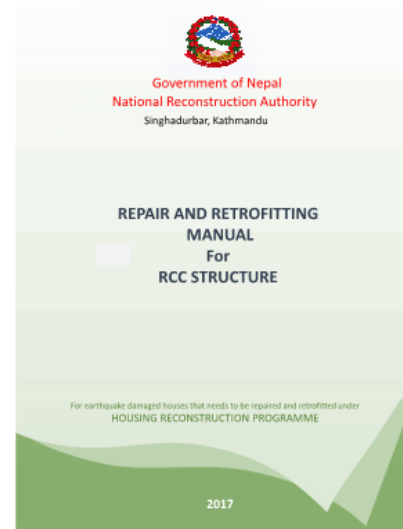 Government of Nepal
National Reconstruction Authority
Singhadurbar, Kathmandu
REPAIR AND RETROFITTING
MANUAL
For
RCC STRUCTURE
For earthquake damaged houses that needs to be repaired and retrofitted under
HOUSING RECONSTRUCTION PROGRAMME
2017